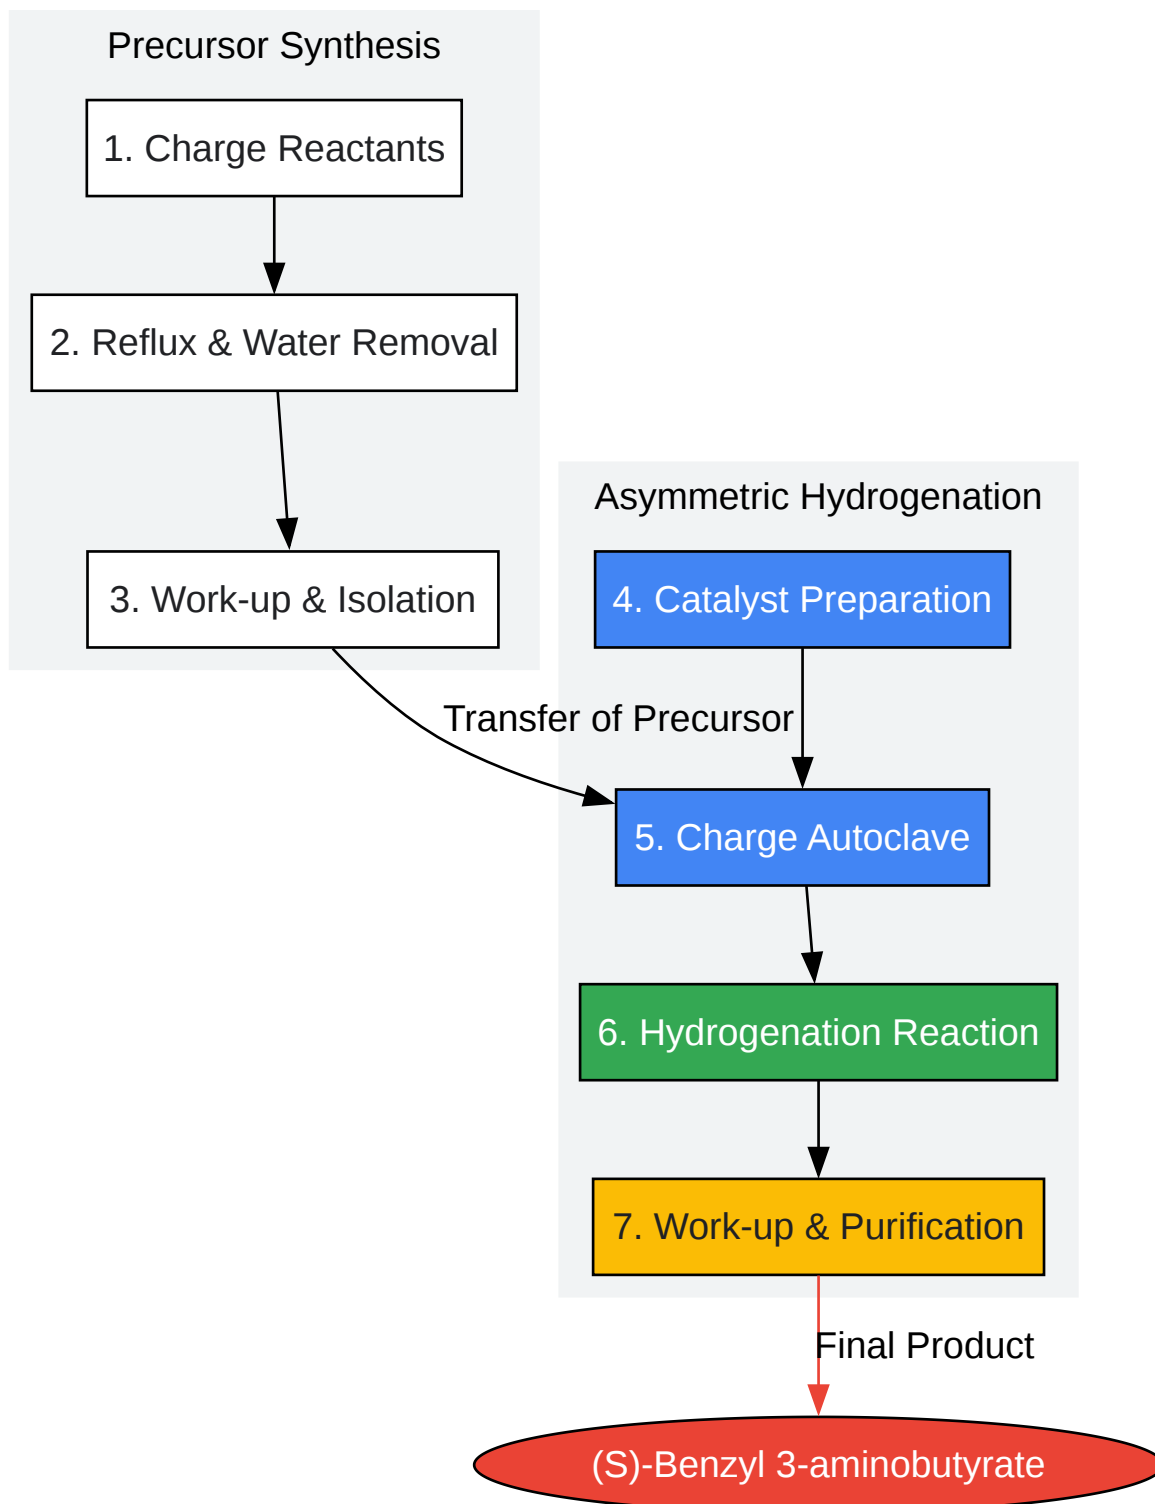 Precursor Synthesis
1. Charge Reactants
2. Reflux & Water Removal
3. Work-up & Isolation
Asymmetric Hydrogenation
4. Catalyst Preparation
Transfer of Precursor
5. Charge Autoclave
6. Hydrogenation Reaction
7. Work-up & Purification
Final Product
(S)-Benzyl 3-aminobutyrate